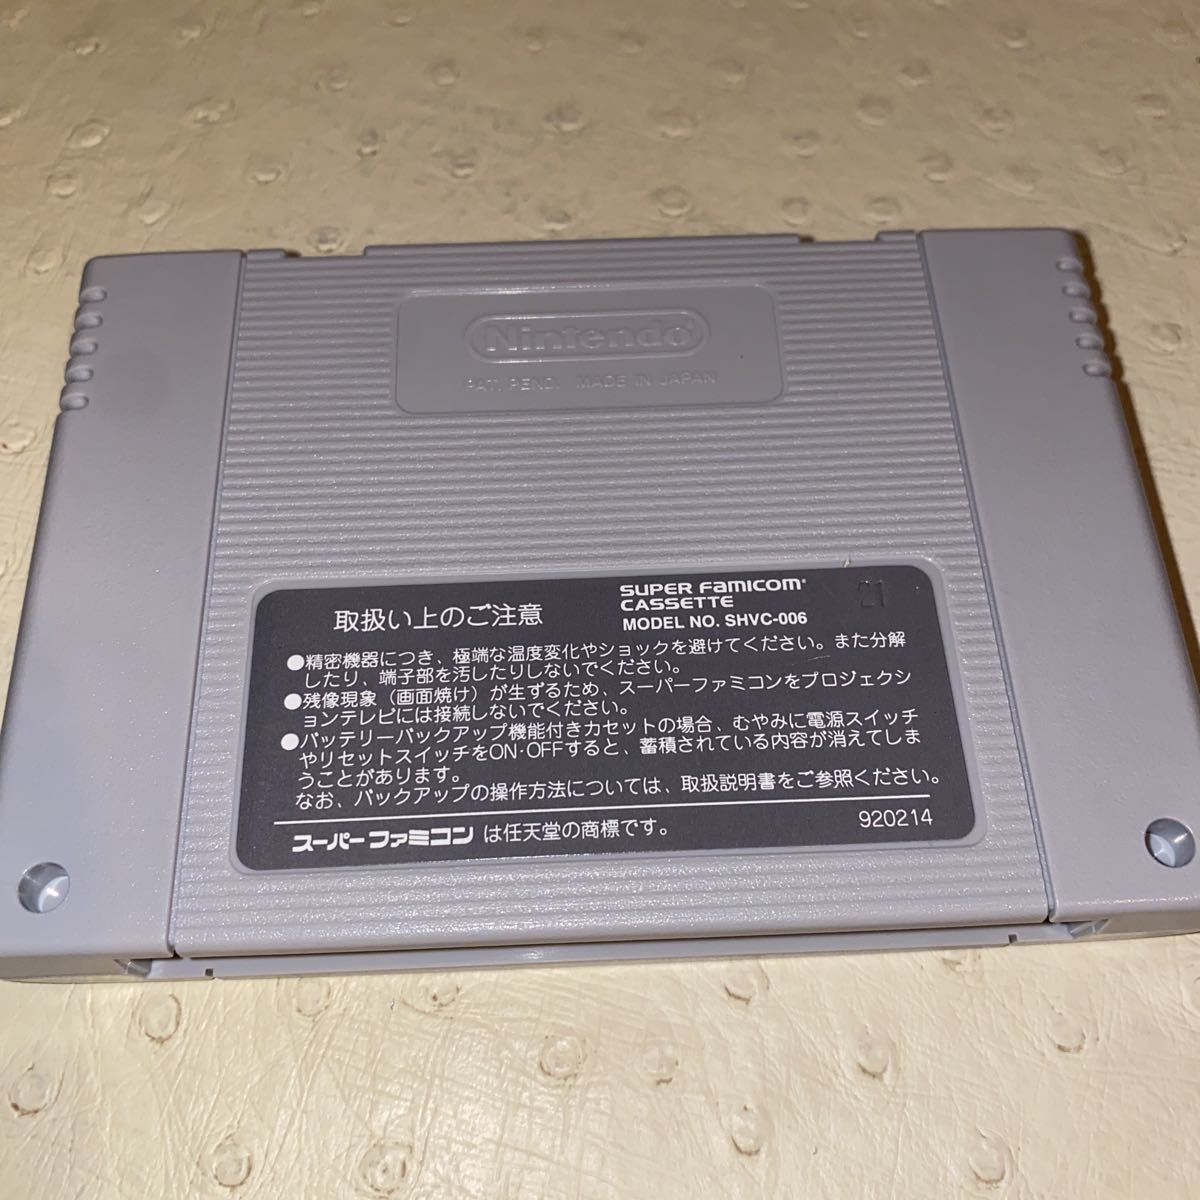 Nintendo
PAT. PEND. MADE IN JAPAN
取扱い上のご注意
SUPER FAMICOM
CASSETTE
MODEL NO. SHVC-006
21
●精密機器につき、極端な温度変化やショックを避けてください。また分解
したり、端子部を汚したりしないでください。
●残像現象（画面焼け）が生ずるため、スーパーファミコンをプロジェクシ
ョンテレビには接続しないでください。
●バッテリーバックアップ機能付きカセットの場合、むやみに電源スイッチ
やリセットスイッチをON・OFFすると、蓄積されている内容が消えてしま
うことがあります。
なお、バックアップの操作方法については、取扱説明書をご参照ください。
スーパーファミコン は任天堂の商標です。
920214